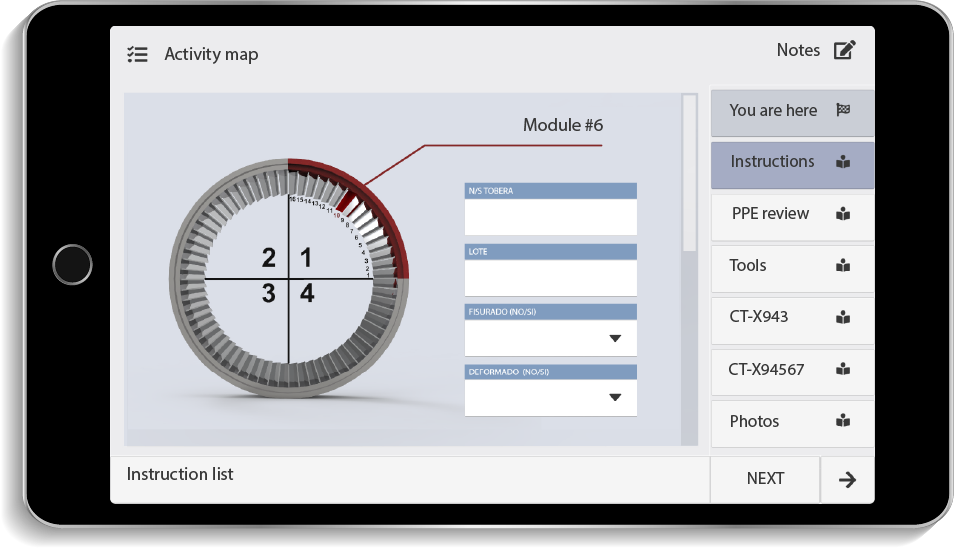 Activity map
Notes
Module #6
N/S TOBERA
LOTE
FISURADO (NO/SI)
DEFORMADO (NO/SI)
16 15 14 13 12 11 10 9 8 7 6 5 4 3 2 1
2 1
3 4
You are here
Instructions
PPE review
Tools
CT-X943
CT-X94567
Photos
Instruction list
NEXT